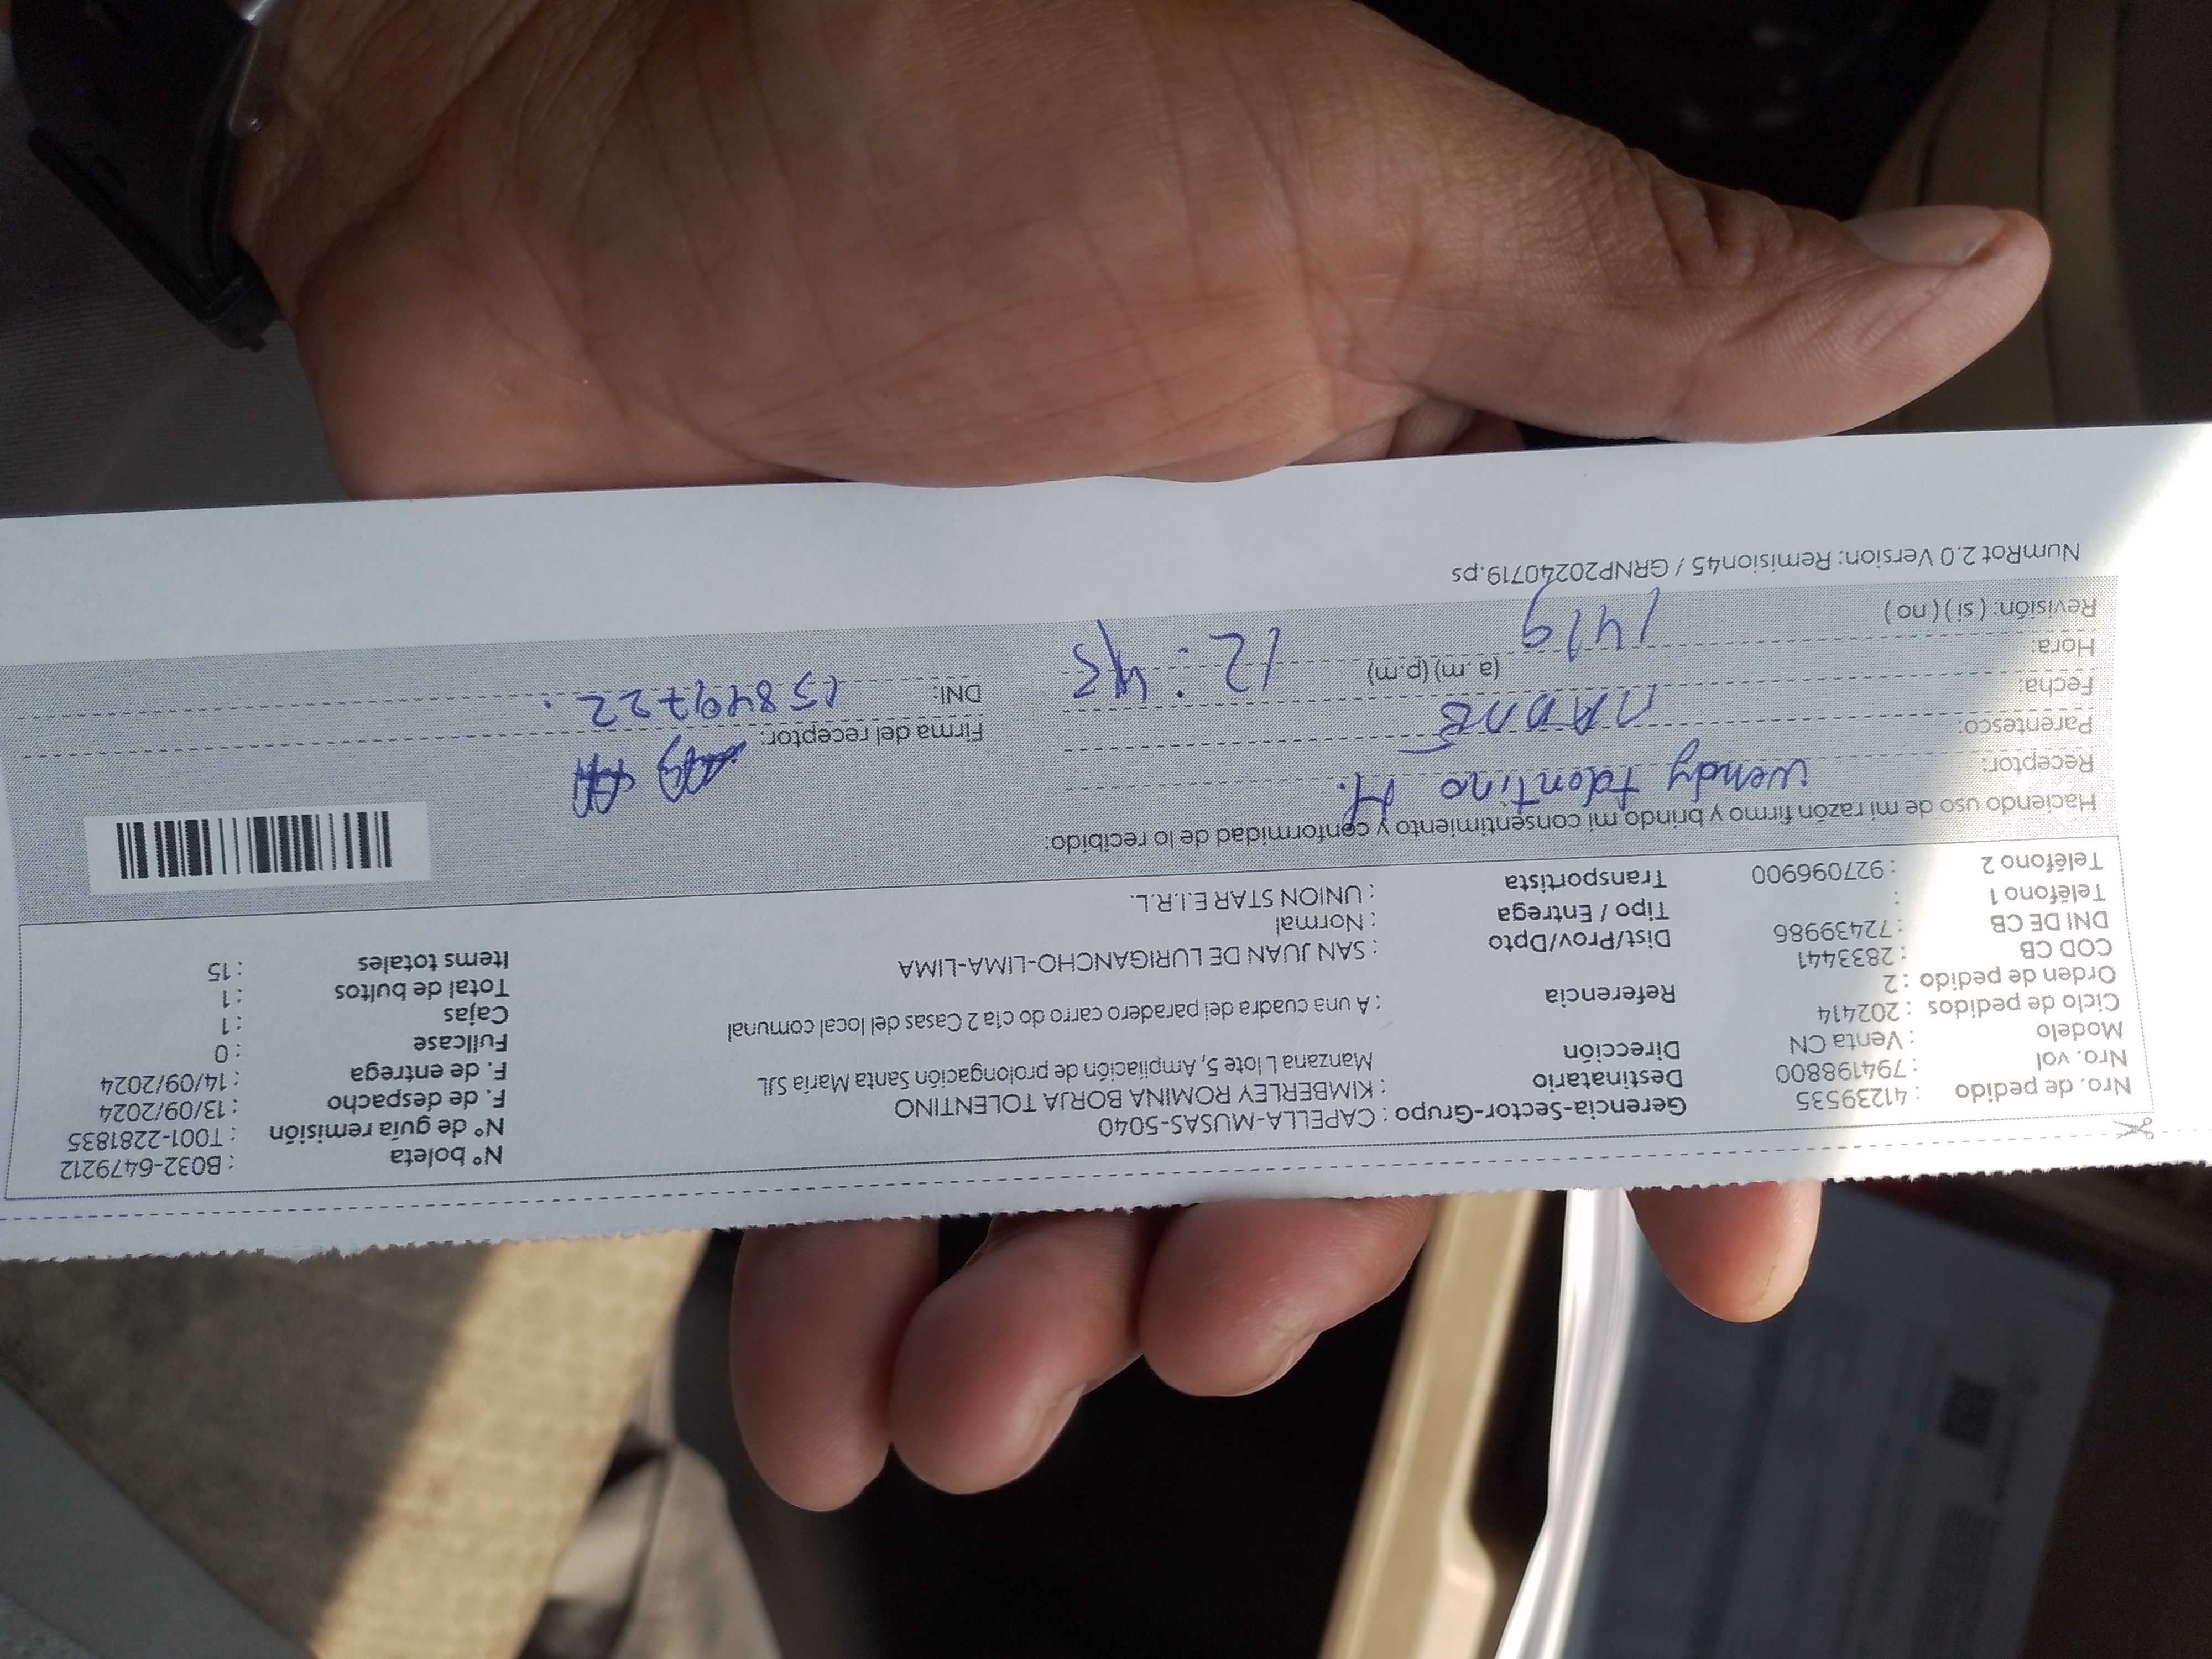 Nº boleta : B032-6479212
Nº de guía remisión : T001-2281835
F. de despacho : 13/09/2024
F. de entrega : 14/09/2024
Fullcase : 0
Cajas : 1
Total de bultos : 1
Items totales : 15
Gerencia-Sector-Grupo : CAPELLA-MUSAS-5040
Destinatario : KIMBERLEY ROMINA BORJA TOLENTINO
Dirección Manzana L lote 5, Ampliación de prolongación Santa María SJL
Referencia : A una cuadra del paradero carro do cía 2 Casas del local comunal
Dist/Prov/Dpto : SAN JUAN DE LURIGANCHO-LIMA-LIMA
Tipo / Entrega : Normal
Transportista : UNION STAR E.I.R.L.
Nro. de pedido : 41239535
Nro. vol : 794198800
Modelo : Venta CN
Ciclo de pedidos : 202414
Orden de pedido : 2
COD CB : 2833441
DNI DE CB : 72439986
Teléfono 1 :
Teléfono 2 : 927096900
Haciendo uso de mi razón firmo y brindo mi consentimiento y conformidad de lo recibido:
Receptor: Wendy Tolentino H.
Parentesco: MADRE
Fecha: 14/9
Hora: 12:45 (a.m) (p.m)
Revisión: ( si ) ( no )
Firma del receptor:
DNI: 15849722.
NumRot 2.0 Version: Remision45 / GRNP20240719.ps